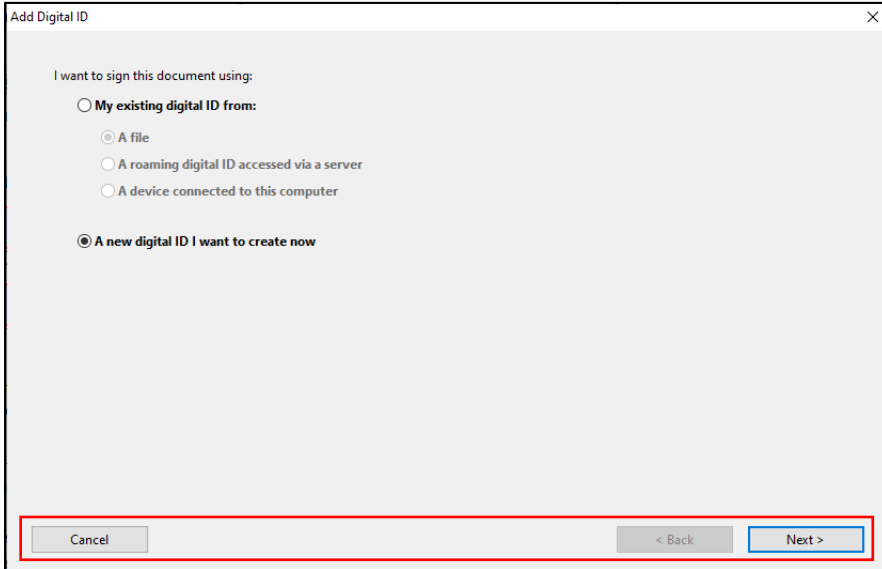 Add Digital ID
I want to sign this document using:
My existing digital ID from:
A file
A roaming digital ID accessed via a server
A device connected to this computer
A new digital ID I want to create now
Cancel
< Back
Next >